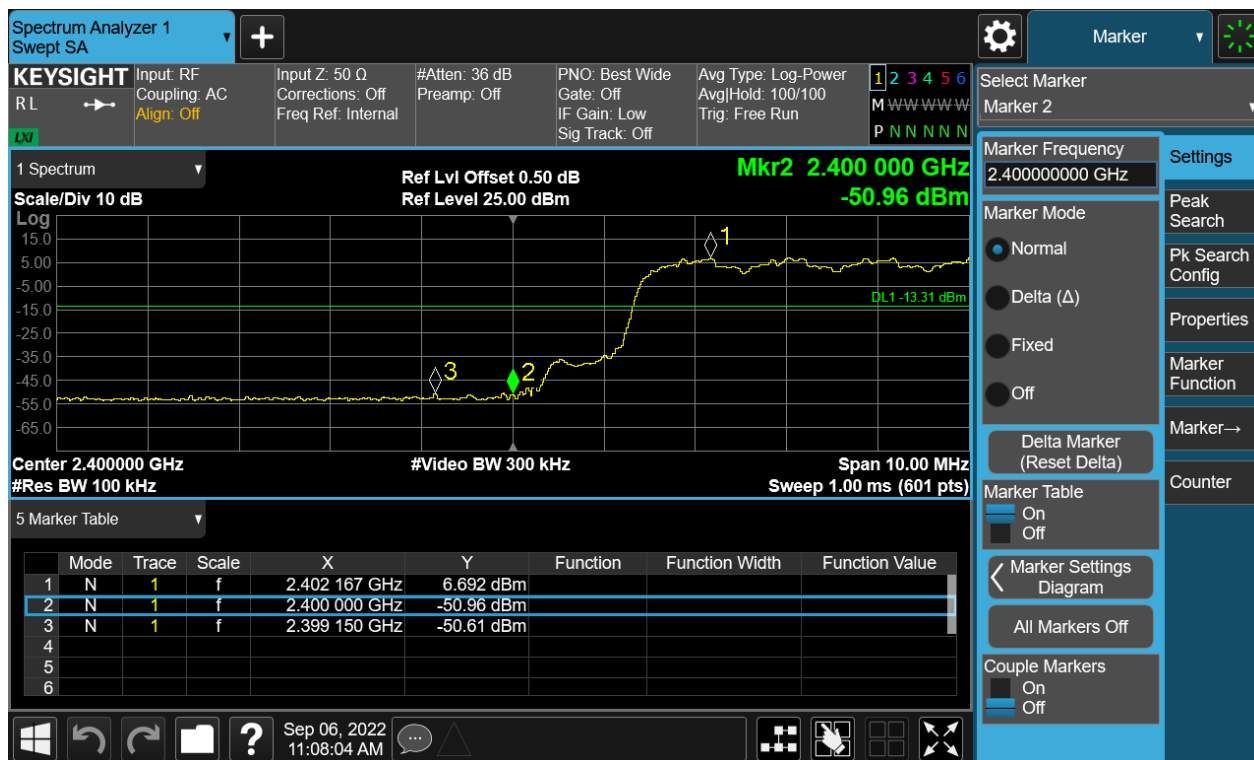 Spectrum Analyzer 1
Swept SA
Marker
KEYSIGHT
R L
LXI
Input: RF
Coupling: AC
Align: Off
Input Z: 50 Ω
Corrections: Off
Freq Ref: Internal
#Atten: 36 dB
Preamp: Off
PNO: Best Wide
Gate: Off
IF Gain: Low
Sig Track: Off
Avg Type: Log-Power
Avg|Hold: 100/100
Trig: Free Run
1 2 3 4 5 6
M W W W W W
P N N N N N
Select Marker
Marker 2
1 Spectrum
Scale/Div 10 dB
Ref Lvl Offset 0.50 dB
Ref Level 25.00 dBm
Mkr2 2.400 000 GHz
-50.96 dBm
Log
15.0
5.00
-5.00
-15.0
-25.0
-35.0
-45.0
-55.0
-65.0
1
DL1 -13.31 dBm
3
2
Center 2.400000 GHz
#Video BW 300 kHz
Span 10.00 MHz
#Res BW 100 kHz
Sweep 1.00 ms (601 pts)
5 Marker Table
Mode Trace Scale X Y Function Function Width Function Value
1 N 1 f 2.402 167 GHz 6.692 dBm
2 N 1 f 2.400 000 GHz -50.96 dBm
3 N 1 f 2.399 150 GHz -50.61 dBm
4
5
6
Marker Frequency
2.400000000 GHz
Marker Mode
Normal
Delta (Δ)
Fixed
Off
Delta Marker
(Reset Delta)
Marker Table
On
Off
Marker Settings
Diagram
All Markers Off
Couple Markers
On
Off
Settings
Peak
Search
Pk Search
Config
Properties
Marker
Function
Marker→
Counter
Sep 06, 2022
11:08:04 AM